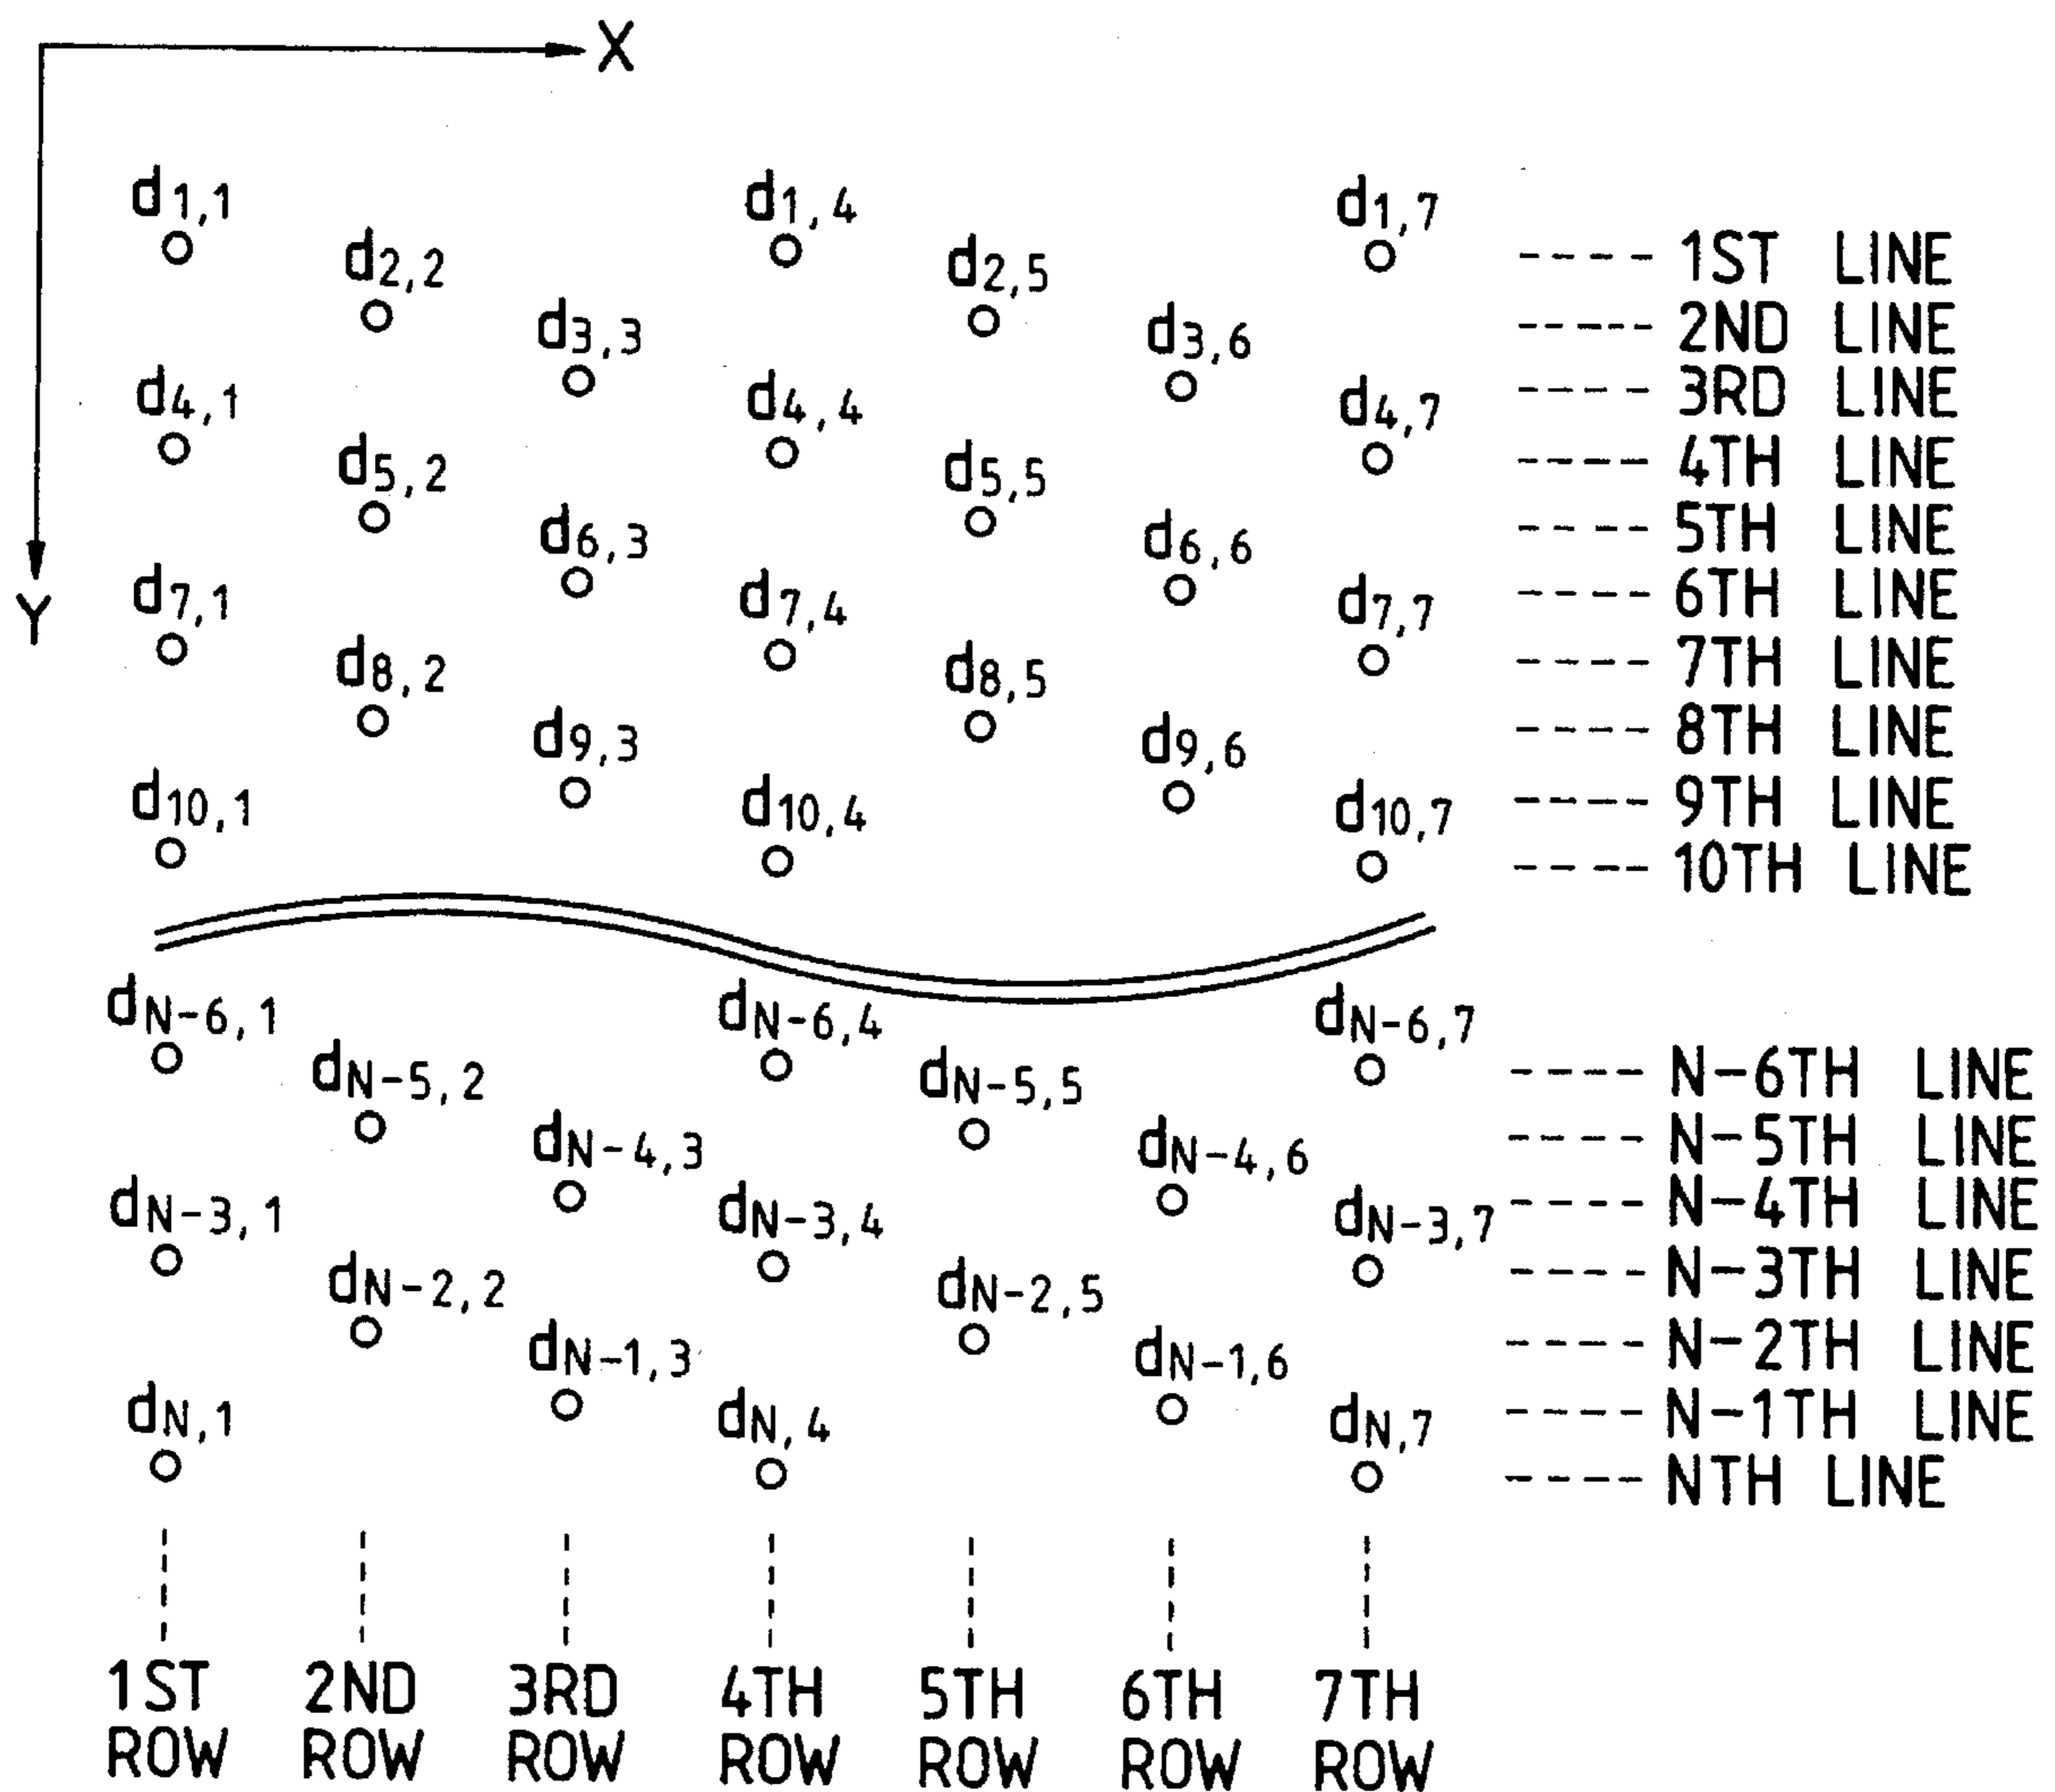 X
d1,1 d1,4 d1,7
1ST LINE
d2,2 d2,5
2ND LINE
d3,3 d3,6
3RD LINE
d4,1 d4,4 d4,7
4TH LINE
d5,2 d5,5
5TH LINE
d6,3 d6,6
6TH LINE
Y
d7,1 d7,4 d7,7
7TH LINE
d8,2 d8,5
8TH LINE
d9,3 d9,6
9TH LINE
d10,1 d10,4 d10,7
10TH LINE
dN-6,1 dN-6,4 dN-6,7
N-6TH LINE
dN-5,2 dN-5,5
N-5TH LINE
dN-4,3 dN-4,6
N-4TH LINE
dN-3,1 dN-3,4 dN-3,7
N-3TH LINE
dN-2,2 dN-2,5
N-2TH LINE
dN-1,3 dN-1,6
N-1TH LINE
dN,1 dN,4 dN,7
NTH LINE
1ST 2ND 3RD 4TH 5TH 6TH 7TH
ROW ROW ROW ROW ROW ROW ROW